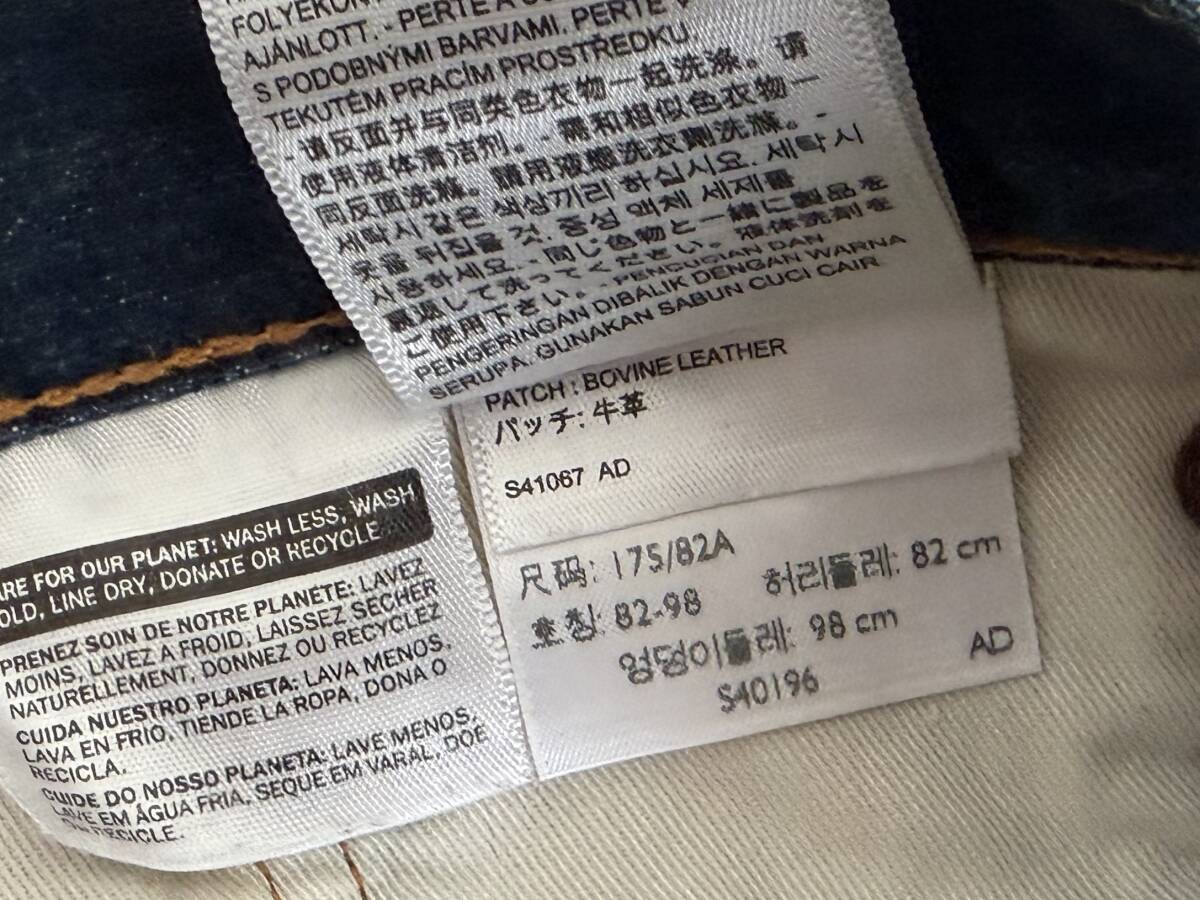 FOLYÉKON
AJÁNLOTT. - PERTE A
S PODOBNÝMI BARVAMI. PERTE V
TEKUTÉM PRACÍM PROSTŘEDKU.
- 请反面并与同类色衣物一起洗涤。请
使用液体清洁剂。- 需和相似色衣物一
同反面洗滌。請用液態洗衣劑洗滌。-
세탁시 같은 색상끼리 하십시요. 세탁 시
옷을 뒤집을 것. 중성 액체 세제를
사용하세요. - 同じ色物と一緒に製品を
裏返して洗ってください。液体洗剤を
ご使用下さい。- PENCUCIAN DAN
PENGERINGAN DIBALIK DENGAN WARNA
SERUPA. GUNAKAN SABUN CUCI CAIR
PATCH : BOVINE LEATHER
パッチ: 牛革
S41067 AD
尺码: 175/82A
호칭: 82-98 허리둘레: 82 cm
엉덩이둘레: 98 cm
S40196 AD
ARE FOR OUR PLANET: WASH LESS, WASH
OLD, LINE DRY, DONATE OR RECYCLE
PRENEZ SOIN DE NOTRE PLANÈTE: LAVEZ
MOINS, LAVEZ À FROID, LAISSEZ SÉCHER
NATURELLEMENT, DONNEZ OU RECYCLEZ
CUIDA NUESTRO PLANETA: LAVA MENOS,
LAVA EN FRÍO, TIENDE LA ROPA, DONA O
RECICLA.
CUIDE DO NOSSO PLANETA: LAVE MENOS,
LAVE EM ÁGUA FRIA, SEQUE EM VARAL, DOE
OU RECICLE.